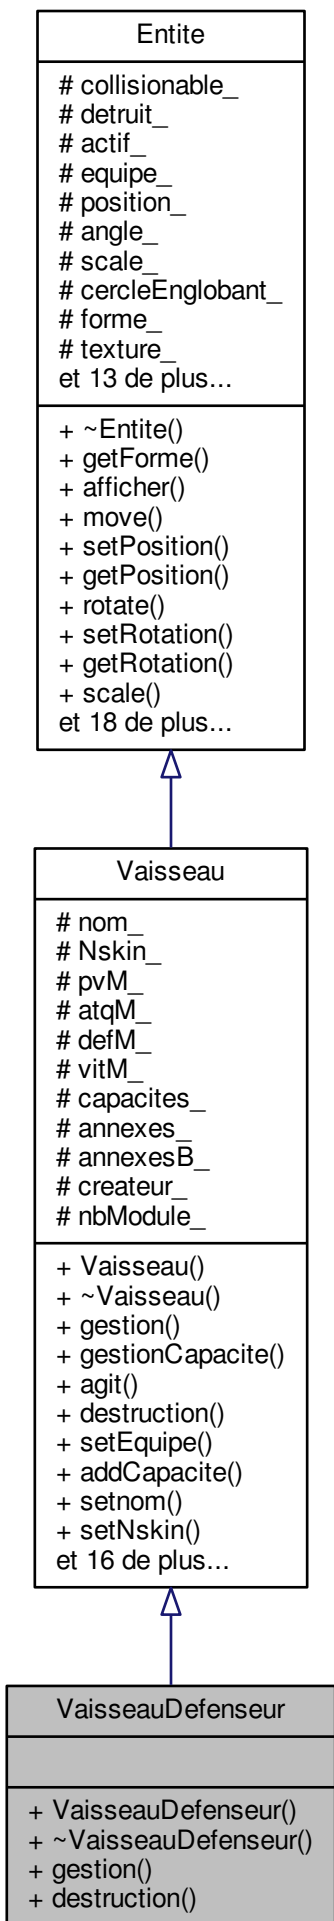 Entite
# collisionable_
# detruit_
# actif_
# equipe_
# position_
# angle_
# scale_
# cercleEnglobant_
# forme_
# texture_
et 13 de plus...
+ ~Entite()
+ getForme()
+ afficher()
+ move()
+ setPosition()
+ getPosition()
+ rotate()
+ setRotation()
+ getRotation()
+ scale()
et 18 de plus...
Vaisseau
# nom_
# Nskin_
# pvM_
# atqM_
# defM_
# vitM_
# capacites_
# annexes_
# annexesB_
# createur_
# nbModule_
+ Vaisseau()
+ ~Vaisseau()
+ gestion()
+ gestionCapacite()
+ agit()
+ destruction()
+ setEquipe()
+ addCapacite()
+ setnom()
+ setNskin()
et 16 de plus...
VaisseauDefenseur
+ VaisseauDefenseur()
+ ~VaisseauDefenseur()
+ gestion()
+ destruction()